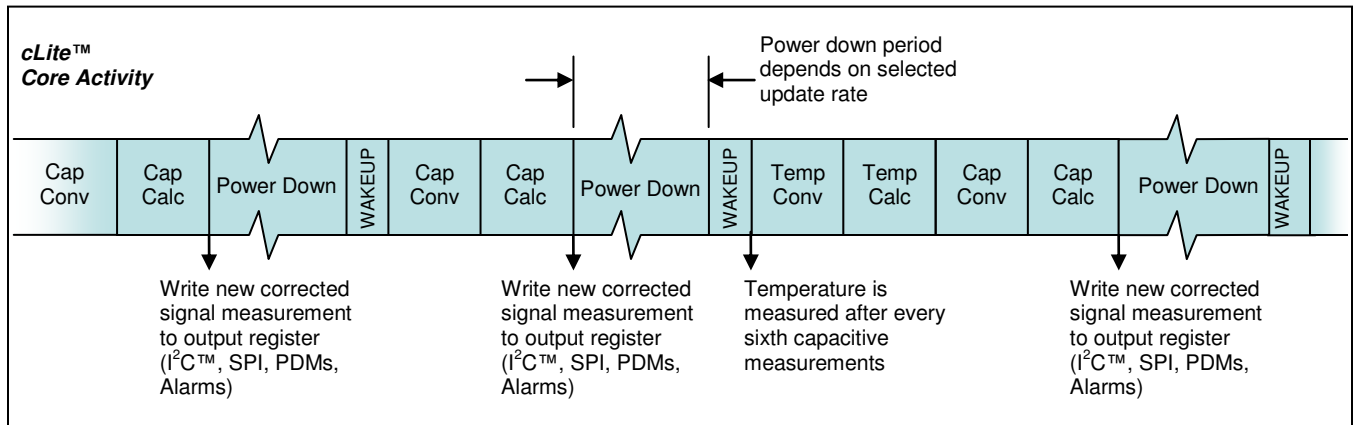 cLite™
Core Activity
Power down period
depends on selected
update rate
Cap
Conv
Cap
Calc
Power Down
WAKEUP
Cap
Conv
Cap
Calc
Power Down
WAKEUP
Temp
Conv
Temp
Calc
Cap
Conv
Cap
Calc
Power Down
WAKEUP
Write new corrected
signal measurement
to output register
(I²C™, SPI, PDMs,
Alarms)
Write new corrected
signal measurement
to output register
(I²C™, SPI, PDMs,
Alarms)
Temperature is
measured after every
sixth capacitive
measurements
Write new corrected
signal measurement
to output register
(I²C™, SPI, PDMs,
Alarms)